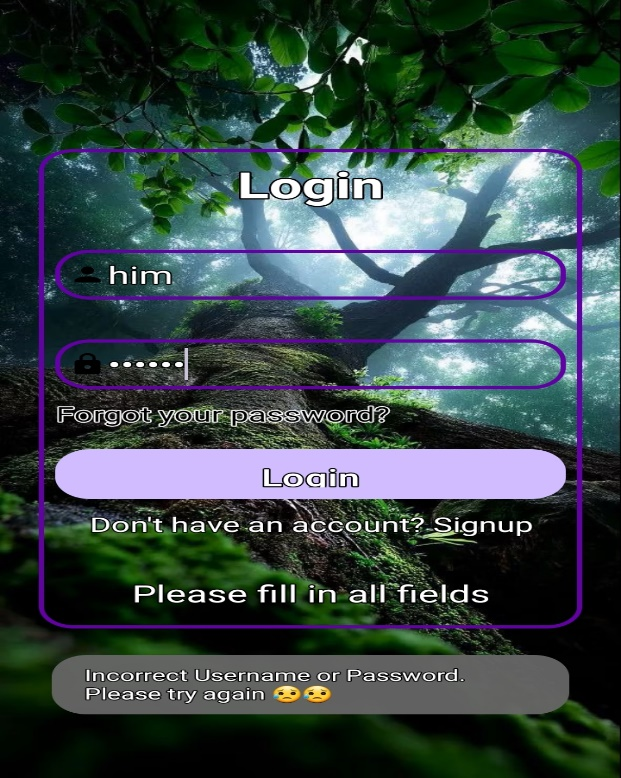 Login
him
••••••
Forgot your password?
Login
Don't have an account? Signup
Please fill in all fields
Incorrect Username or Password.
Please try again 😥😥